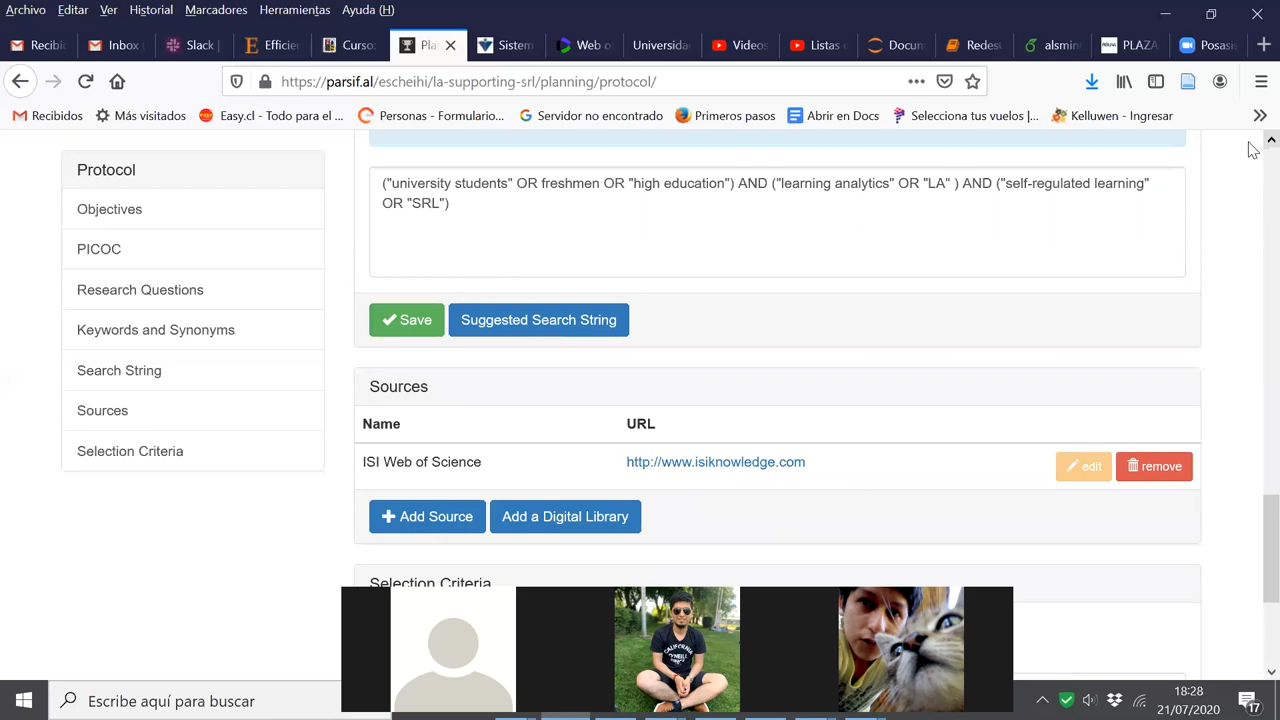 Archivo Editar Ver Historial Marcadores Herramientas Ayuda (H)
Recibi Inbox Slack Efficien Curso: Pla Sistem Web o Universida Videos Listas Docun RedesC alsmin PLAZA Posasis
https://parsif.al/escheihi/la-supporting-srl/planning/protocol/
Recibidos Más visitados Easy.cl - Todo para el ... Personas - Formulario... Servidor no encontrado Primeros pasos Abrir en Docs Selecciona tus vuelos |... Kelluwen - Ingresar
Protocol
Objectives
PICOC
Research Questions
Keywords and Synonyms
Search String
Sources
Selection Criteria
("university students" OR freshmen OR "high education") AND ("learning analytics" OR "LA" ) AND ("self-regulated learning"
OR "SRL")
Save Suggested Search String
Sources
Name URL
ISI Web of Science http://www.isiknowledge.com edit remove
Add Source Add a Digital Library
Selection Criteria
CALIFORNIA
O'NEILL
Escribe aquí para buscar
18:28
21/07/2020
17